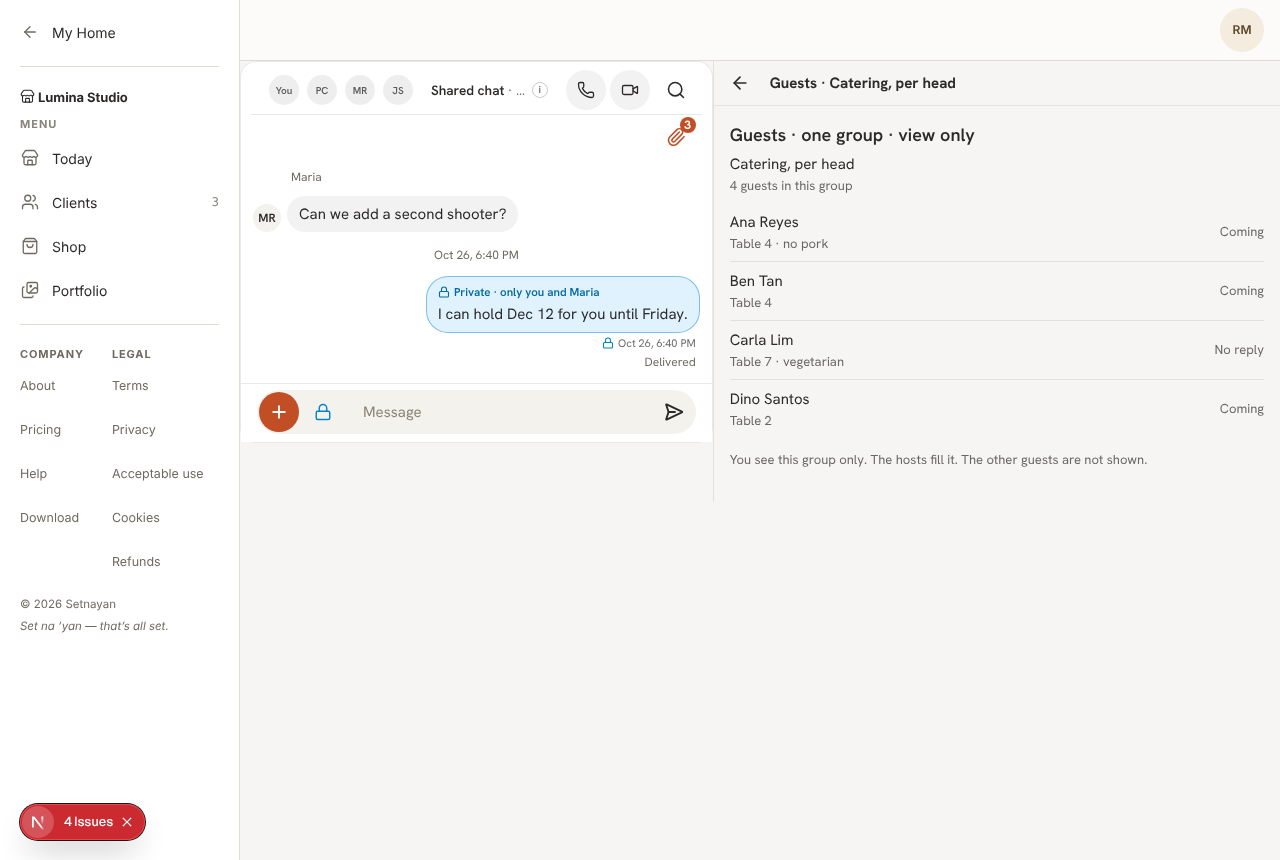 My Home
Lumina Studio
MENU
Today
Clients 3
Shop
Portfolio
COMPANY LEGAL
About Terms
Pricing Privacy
Help Acceptable use
Download Cookies
Refunds
© 2026 Setnayan
Set na 'yan — that's all set.
4 Issues
RM
You PC MR JS Shared chat · ...
3
Maria
MR Can we add a second shooter?
Oct 26, 6:40 PM
Private · only you and Maria
I can hold Dec 12 for you until Friday.
Oct 26, 6:40 PM
Delivered
Message
Guests · Catering, per head
Guests · one group · view only
Catering, per head
4 guests in this group
Ana Reyes
Table 4 · no pork
Coming
Ben Tan
Table 4
Coming
Carla Lim
Table 7 · vegetarian
No reply
Dino Santos
Table 2
Coming
You see this group only. The hosts fill it. The other guests are not shown.